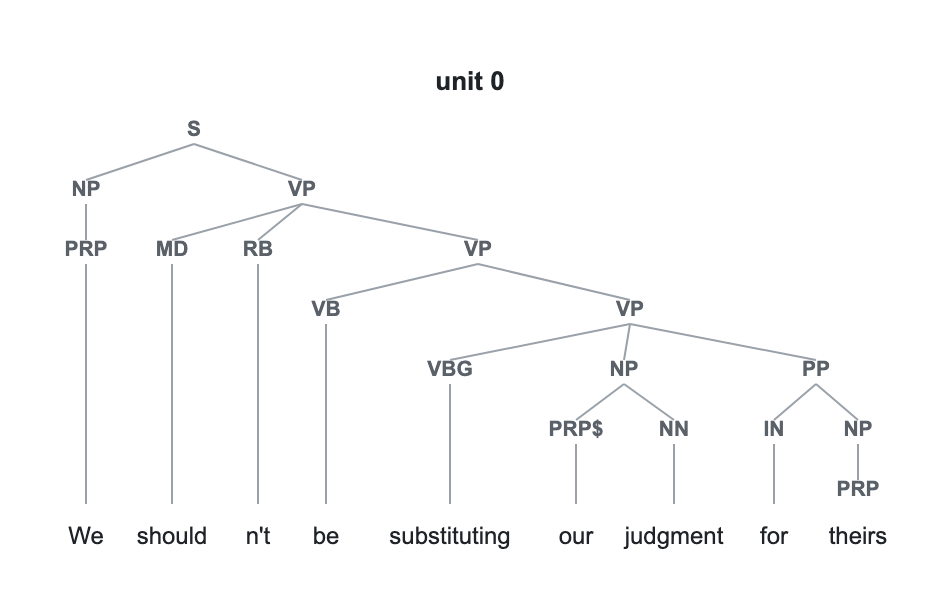 unit 0
S
NP VP
PRP MD RB VP
VB VP
VBG NP PP
PRP$ NN IN NP
PRP
We should n't be substituting our judgment for theirs